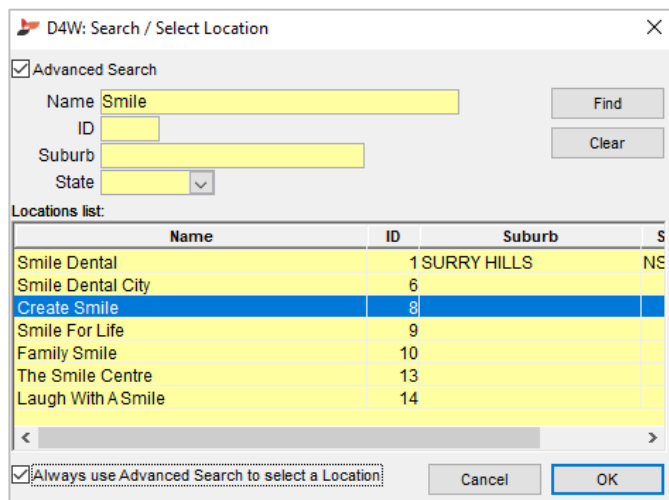 D4W: Search / Select Location
Advanced Search
Name Smile Find
ID
Suburb Clear
State
Locations list:
Name ID Suburb S
Smile Dental 1 SURRY HILLS NS
Smile Dental City 6
Create Smile 8
Smile For Life 9
Family Smile 10
The Smile Centre 13
Laugh With A Smile 14
Always use Advanced Search to select a Location Cancel OK